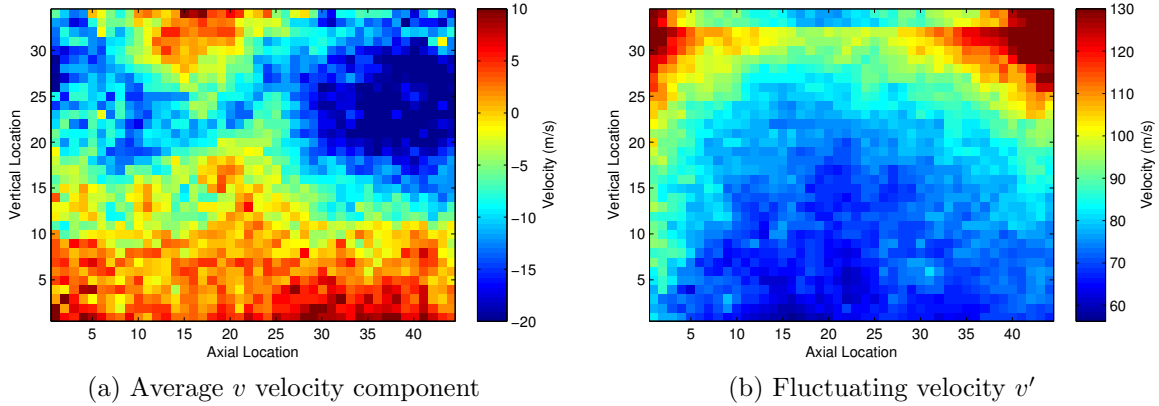 Vertical Location
30
25
20
15
10
5
5 10 15 20 25 30 35 40
Axial Location
10
5
0
−5
−10
−15
−20
Velocity (m/s)
(a) Average v velocity component
Vertical Location
30
25
20
15
10
5
5 10 15 20 25 30 35 40
Axial Location
130
120
110
100
90
80
70
60
Velocity (m/s)
(b) Fluctuating velocity v′